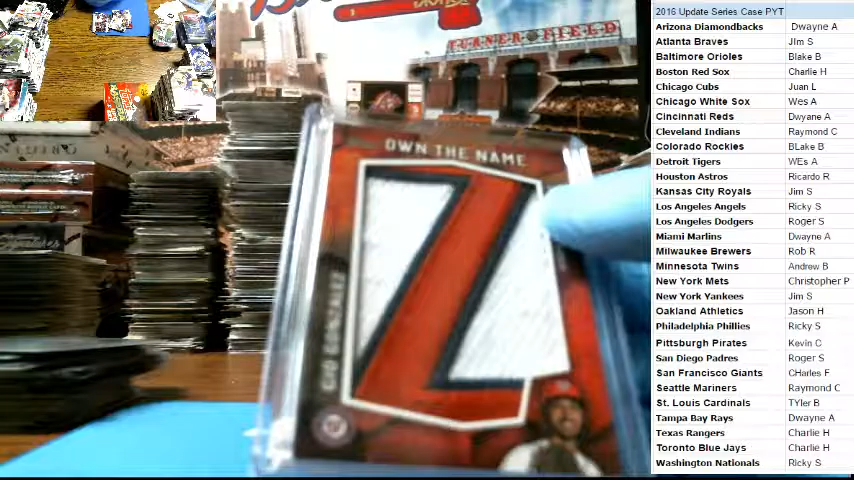 2016 Update Series Case PYT
Arizona Diamondbacks Dwayne A
Atlanta Braves JIm S
Baltimore Orioles Blake B
Boston Red Sox Charlie H
Chicago Cubs Juan L
Chicago White Sox Wes A
Cincinnati Reds Dwyane A
Cleveland Indians Raymond C
Colorado Rockies BLake B
Detroit Tigers WEs A
Houston Astros Ricardo R
Kansas City Royals Jim S
Los Angeles Angels Ricky S
Los Angeles Dodgers Roger S
Miami Marlins Dwayne A
Milwaukee Brewers Rob R
Minnesota Twins Andrew B
New York Mets Christopher P
New York Yankees Jim S
Oakland Athletics Jason H
Philadelphia Phillies Ricky S
Pittsburgh Pirates Kevin C
San Diego Padres Roger S
San Francisco Giants CHarles F
Seattle Mariners Raymond C
St. Louis Cardinals TYler B
Tampa Bay Rays Dwayne A
Texas Rangers Charlie H
Toronto Blue Jays Charlie H
Washington Nationals Ricky S
TURNER FIELD
OWN THE NAME
Z
GIO GONZALEZ